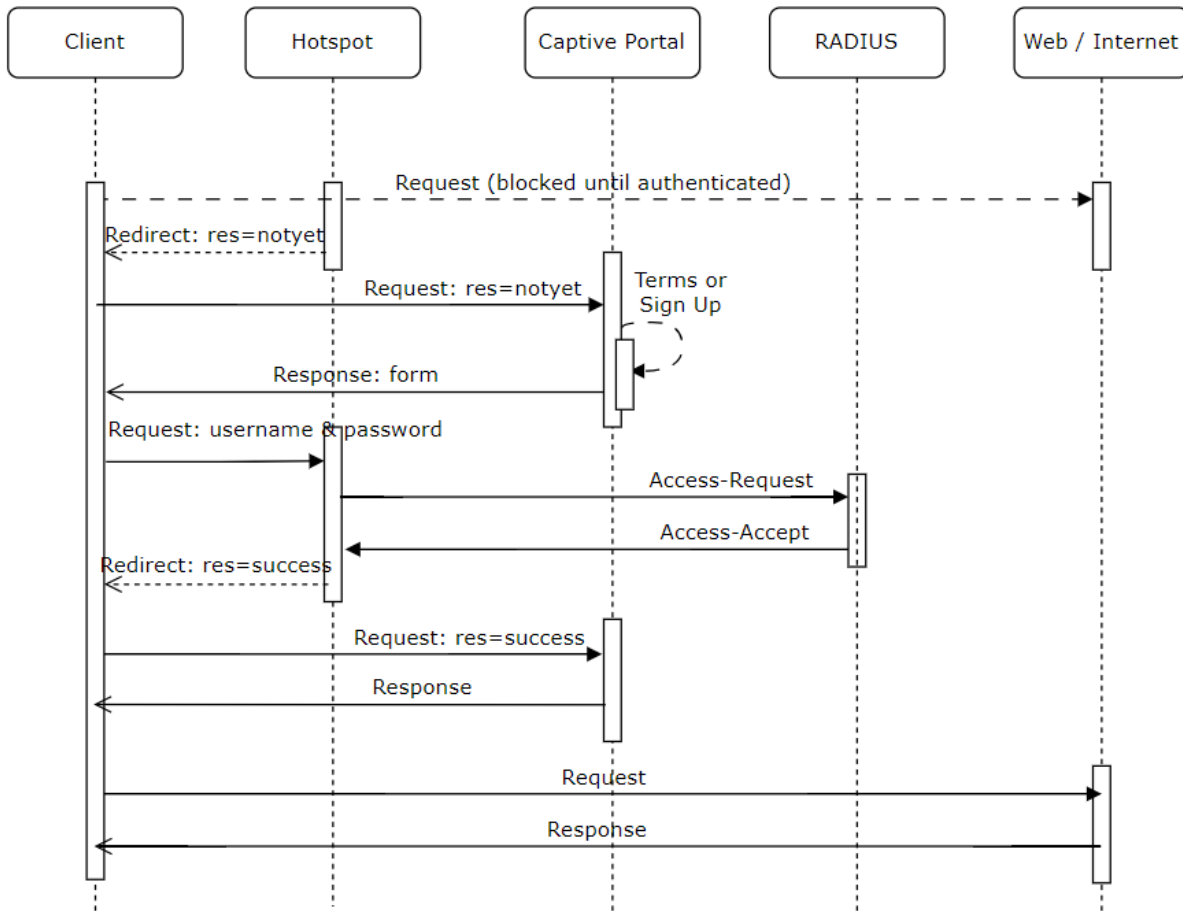 Client
Hotspot
Captive Portal
RADIUS
Web / Internet
Request (blocked until authenticated)
Redirect: res=notyet
Terms or
Sign Up
Request: res=notyet
Response: form
Request: username & password
Access-Request
Access-Accept
Redirect: res=success
Request: res=success
Response
Request
Response